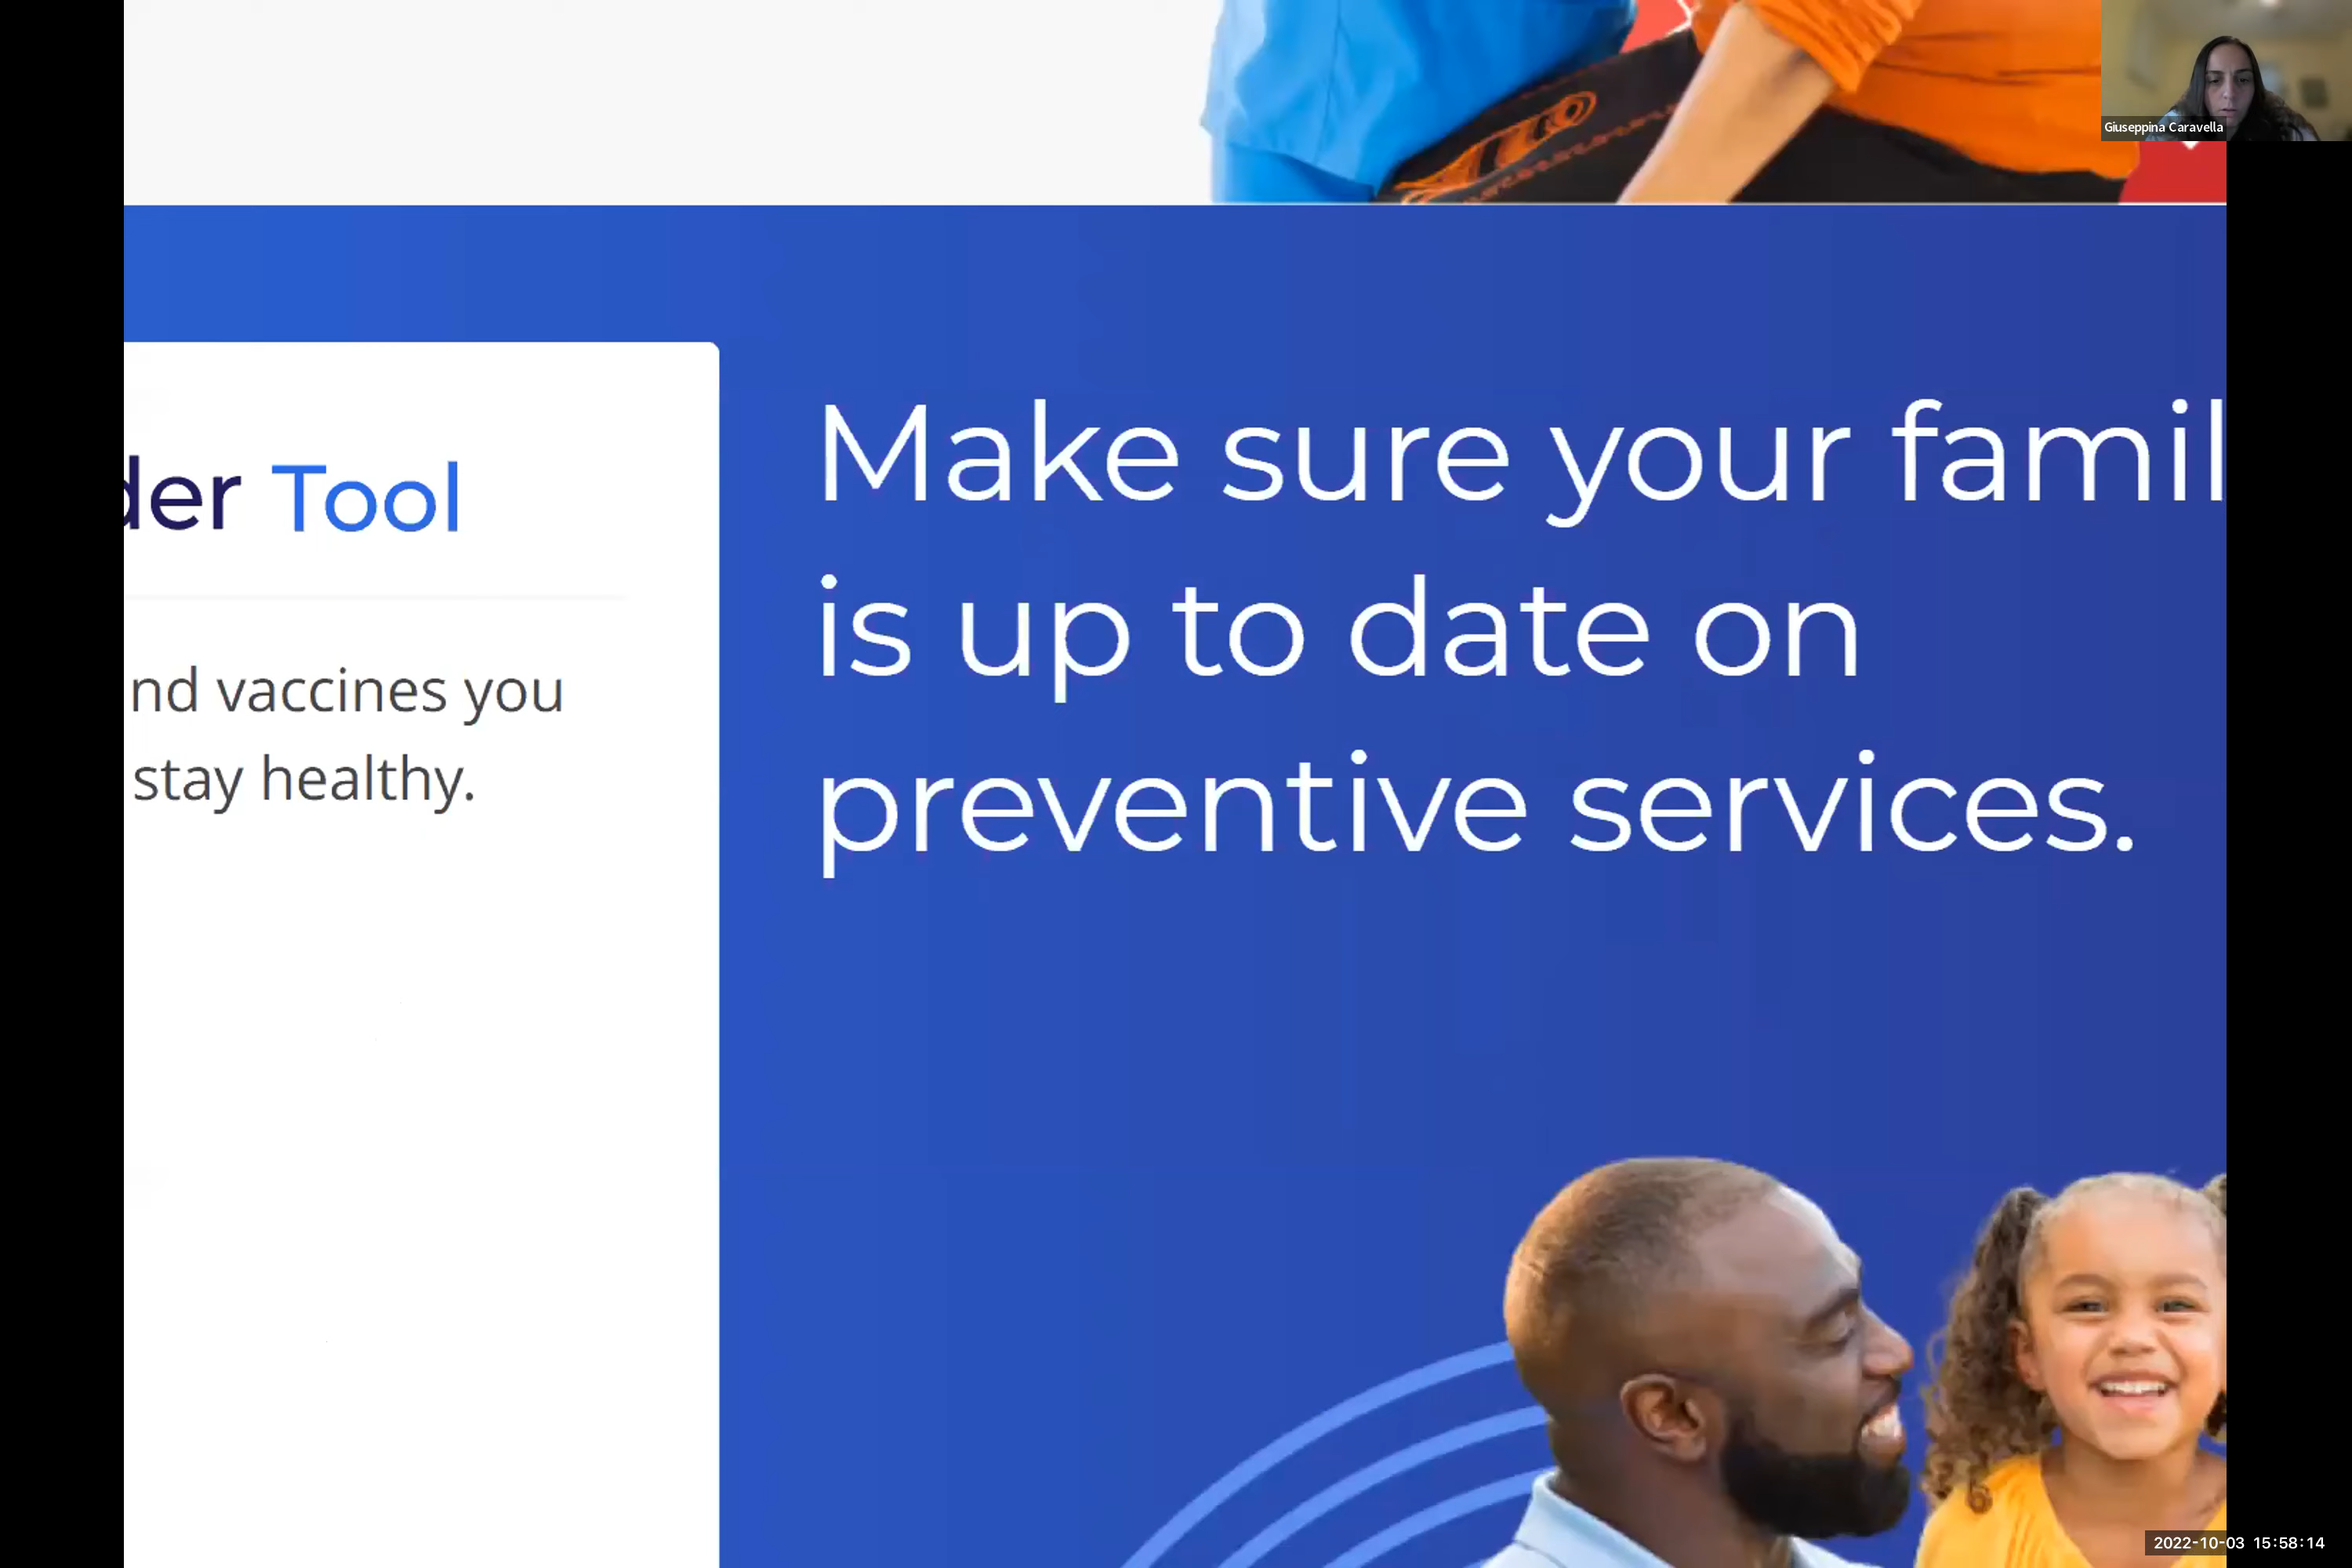 Giuseppina Caravella
der Tool
nd vaccines you
stay healthy.
Make sure your famil
is up to date on
preventive services.
2022-10-03 15:58:14